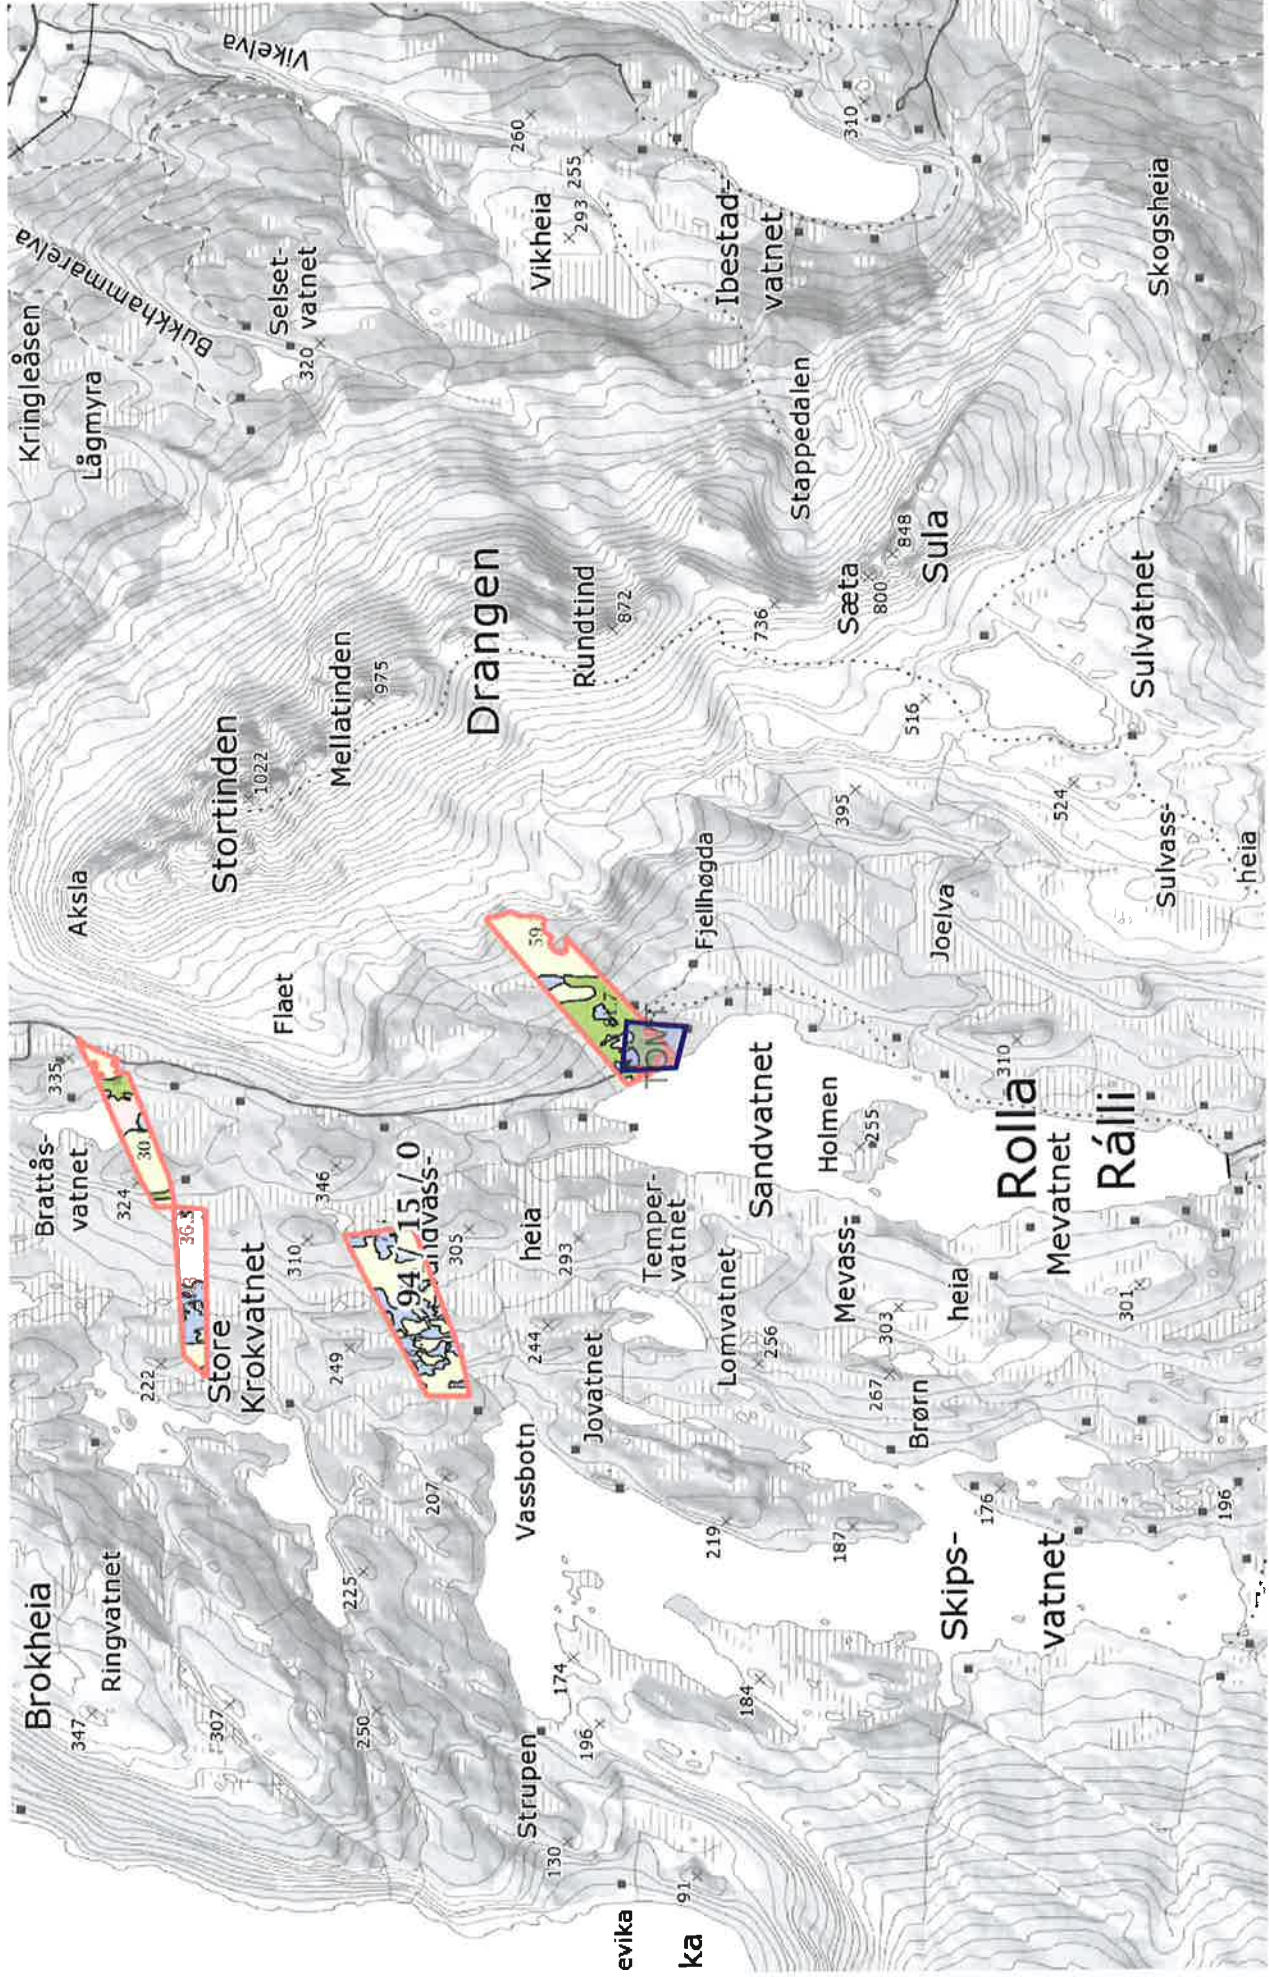 Brokheia
347
Ringvatnet
307
250
225
Brattås-
vatnet
335
324
222
Store
Krokvatnet
30
36.3
310
346
249
94 / 15 / 0
305
207
Aksla
Flaet
Stortinden
1022
Mellatinden
975
Drangen
Rundtind
872
736
Kringleåsen
Lågmyra
Bukkhammarelva
Selset-
vatnet
320
Vikelva
260
Vikheia
293
255
Ibestad-
vatnet
310
Skogsheia
Stappedalen
Sæta
800
848
Sula
Sulvatnet
516
524
395
Sulvass-
heia
Joelva
Fjellhøgda
59
Sandvatnet
Holmen
255
310
Rolla
Mevatnet
Rálli
heia
293
Temper-
vatnet
Lomvatnet
256
244
Jovatnet
Mevass-
heia
303
267
Brørn
301
Vassbotn
219
187
176
196
Skips-
vatnet
174
184
196
Strupen
130
91
evika
ka